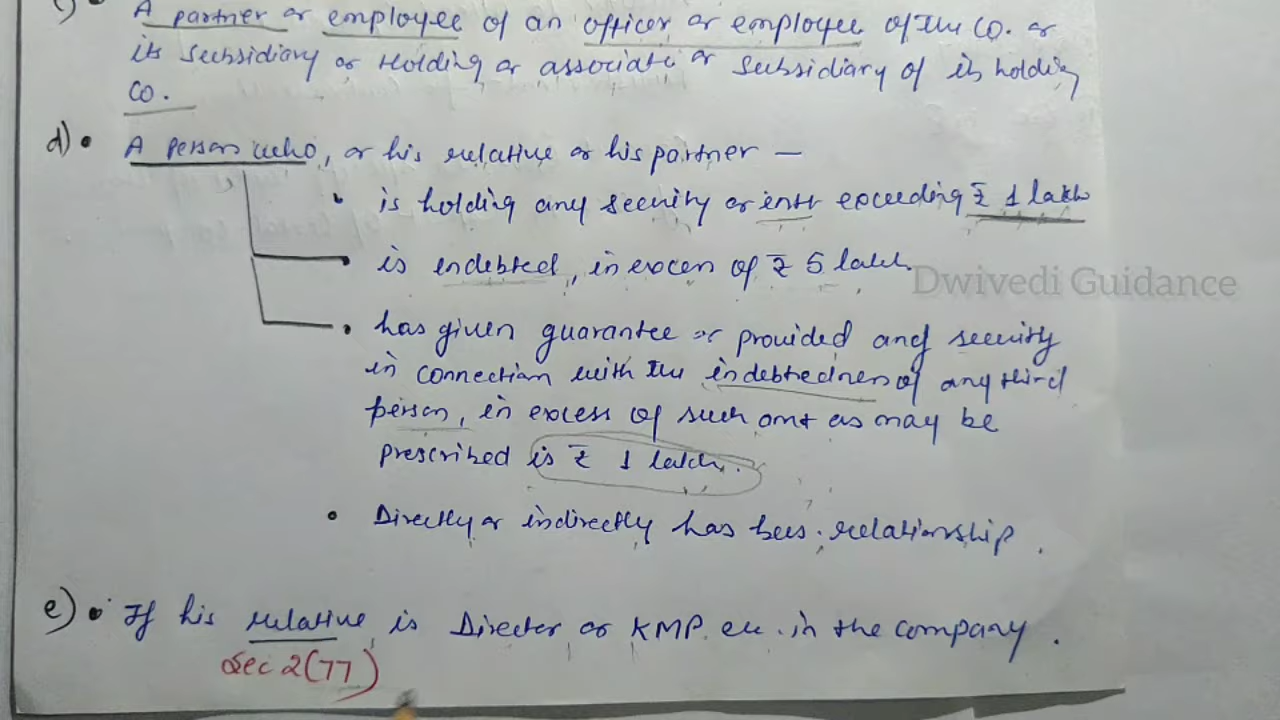 A partner or employee of an officer or employee of the CO. or
its subsidiary or Holding or associate or subsidiary of its holding
CO.
d) • A person who, or his relative or his partner —
• is holding any security or intt exceeding ₹ 1 lakh
• is indebted, in excess of ₹ 5 lakh.
Dwivedi Guidance
• has given guarantee or provided any security
in connection with the indebtedness of any third
person, in excess of such amt as may be
prescribed is ₹ 1 lakh.
• Directly or indirectly has bus. relationship.
e) • If his relative is Director or KMP etc. in the company.
Sec 2(77)